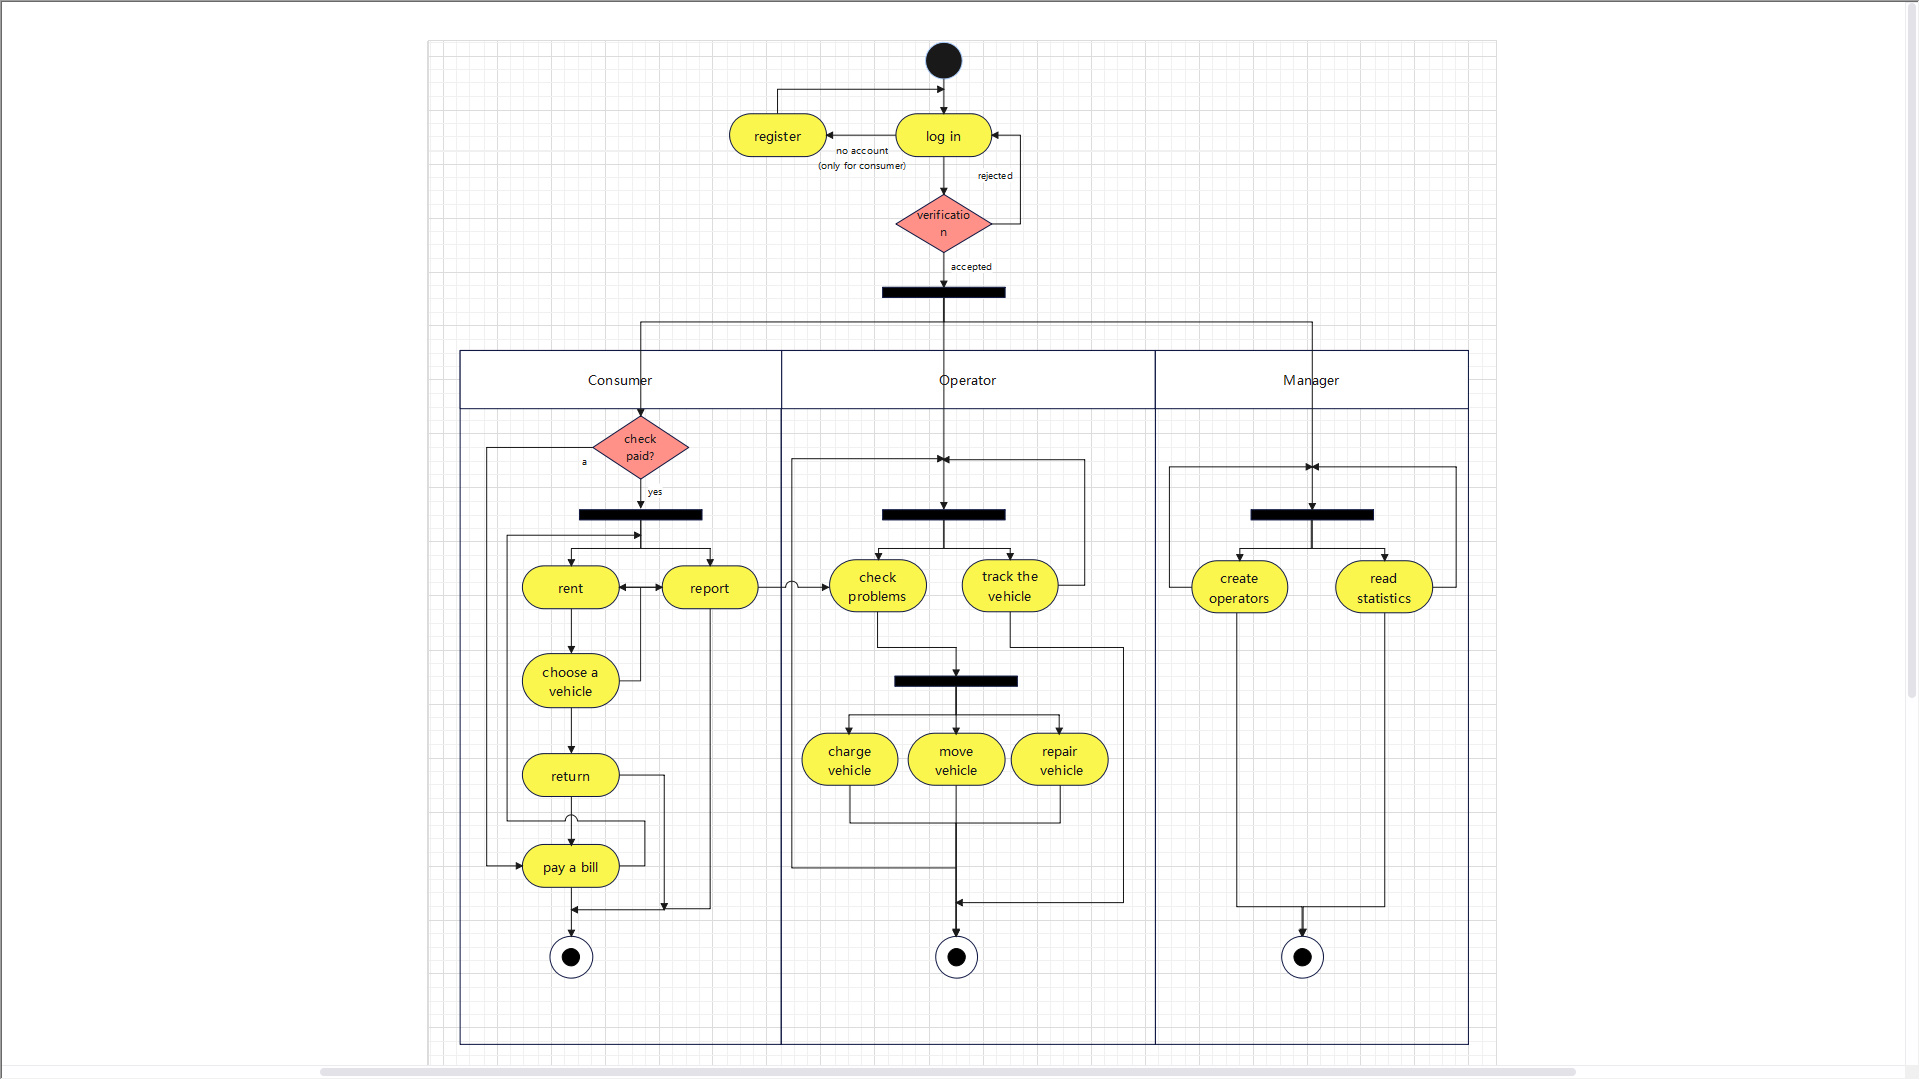 register
log in
no account
(only for consumer)
rejected
verificatio
n
accepted
Consumer
Operator
Manager
check
paid?
a
yes
rent
report
check
problems
track the
vehicle
create
operators
read
statistics
choose a
vehicle
return
charge
vehicle
move
vehicle
repair
vehicle
pay a bill